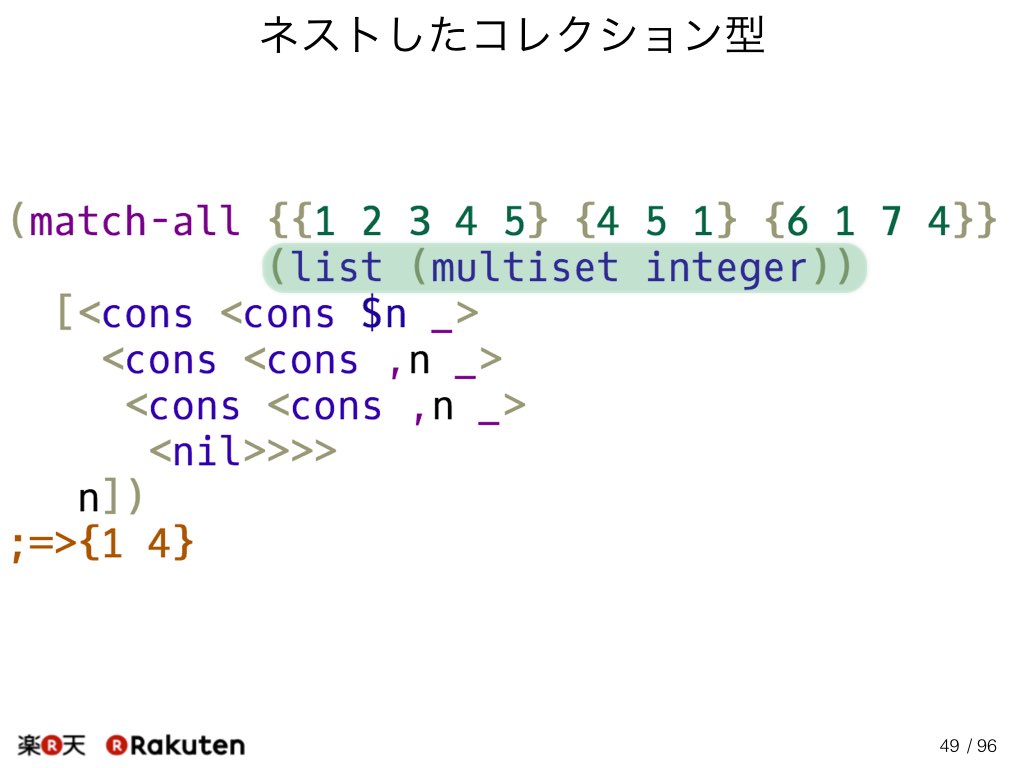 ネストしたコレクション型
(match-all {{1 2 3 4 5} {4 5 1} {6 1 7 4}}
(list (multiset integer))
[<cons <cons $n _>
<cons <cons ,n _>
<cons <cons ,n _>
<nil>>>>
n])
;=>{1 4}
楽R天 R Rakuten
49 / 96